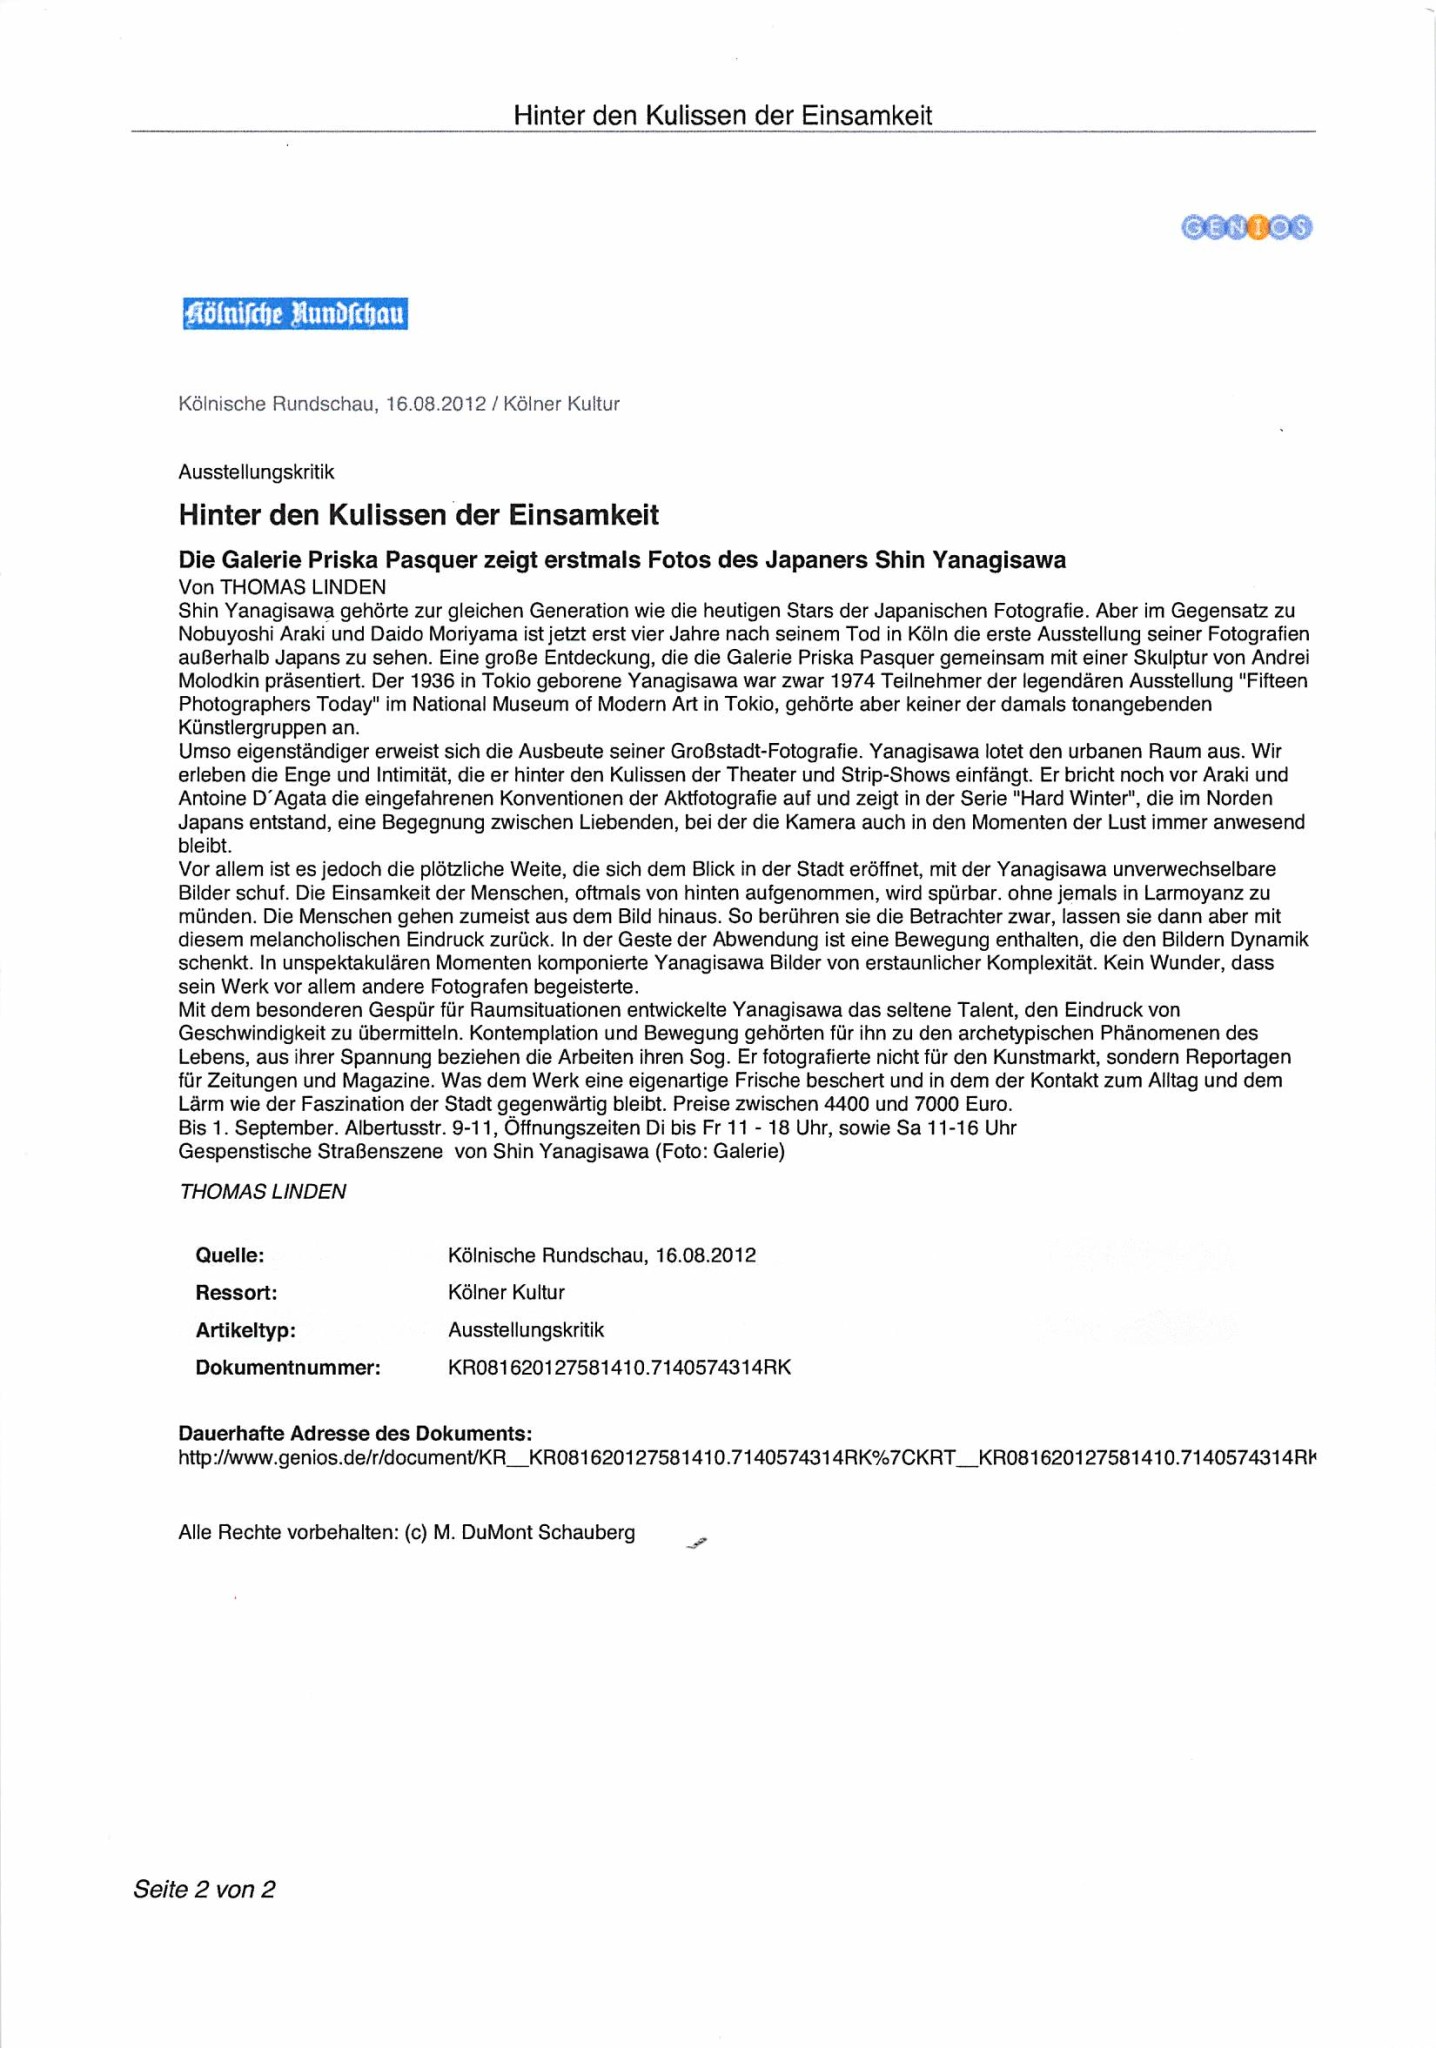 Hinter den Kulissen der Einsamkeit
GENIOS
Kölnische Rundschau
Kölnische Rundschau, 16.08.2012 / Kölner Kultur
Ausstellungskritik
Hinter den Kulissen der Einsamkeit
Die Galerie Priska Pasquer zeigt erstmals Fotos des Japaners Shin Yanagisawa
Von THOMAS LINDEN
Shin Yanagisawa gehörte zur gleichen Generation wie die heutigen Stars der Japanischen Fotografie. Aber im Gegensatz zu
Nobuyoshi Araki und Daido Moriyama ist jetzt erst vier Jahre nach seinem Tod in Köln die erste Ausstellung seiner Fotografien
außerhalb Japans zu sehen. Eine große Entdeckung, die die Galerie Priska Pasquer gemeinsam mit einer Skulptur von Andrei
Molodkin präsentiert. Der 1936 in Tokio geborene Yanagisawa war zwar 1974 Teilnehmer der legendären Ausstellung "Fifteen
Photographers Today" im National Museum of Modern Art in Tokio, gehörte aber keiner der damals tonangebenden
Künstlergruppen an.
Umso eigenständiger erweist sich die Ausbeute seiner Großstadt-Fotografie. Yanagisawa lotet den urbanen Raum aus. Wir
erleben die Enge und Intimität, die er hinter den Kulissen der Theater und Strip-Shows einfängt. Er bricht noch vor Araki und
Antoine D´Agata die eingefahrenen Konventionen der Aktfotografie auf und zeigt in der Serie "Hard Winter", die im Norden
Japans entstand, eine Begegnung zwischen Liebenden, bei der die Kamera auch in den Momenten der Lust immer anwesend
bleibt.
Vor allem ist es jedoch die plötzliche Weite, die sich dem Blick in der Stadt eröffnet, mit der Yanagisawa unverwechselbare
Bilder schuf. Die Einsamkeit der Menschen, oftmals von hinten aufgenommen, wird spürbar. ohne jemals in Larmoyanz zu
münden. Die Menschen gehen zumeist aus dem Bild hinaus. So berühren sie die Betrachter zwar, lassen sie dann aber mit
diesem melancholischen Eindruck zurück. In der Geste der Abwendung ist eine Bewegung enthalten, die den Bildern Dynamik
schenkt. In unspektakulären Momenten komponierte Yanagisawa Bilder von erstaunlicher Komplexität. Kein Wunder, dass
sein Werk vor allem andere Fotografen begeisterte.
Mit dem besonderen Gespür für Raumsituationen entwickelte Yanagisawa das seltene Talent, den Eindruck von
Geschwindigkeit zu übermitteln. Kontemplation und Bewegung gehörten für ihn zu den archetypischen Phänomenen des
Lebens, aus ihrer Spannung beziehen die Arbeiten ihren Sog. Er fotografierte nicht für den Kunstmarkt, sondern Reportagen
für Zeitungen und Magazine. Was dem Werk eine eigenartige Frische beschert und in dem der Kontakt zum Alltag und dem
Lärm wie der Faszination der Stadt gegenwärtig bleibt. Preise zwischen 4400 und 7000 Euro.
Bis 1. September. Albertusstr. 9-11, Öffnungszeiten Di bis Fr 11 - 18 Uhr, sowie Sa 11-16 Uhr
Gespenstische Straßenszene von Shin Yanagisawa (Foto: Galerie)
THOMAS LINDEN
Quelle: Kölnische Rundschau, 16.08.2012
Ressort: Kölner Kultur
Artikeltyp: Ausstellungskritik
Dokumentnummer: KR081620127581410.7140574314RK
Dauerhafte Adresse des Dokuments:
http://www.genios.de/r/document/KR__KR081620127581410.7140574314RK%7CKRT__KR081620127581410.7140574314RK
Alle Rechte vorbehalten: (c) M. DuMont Schauberg
Seite 2 von 2